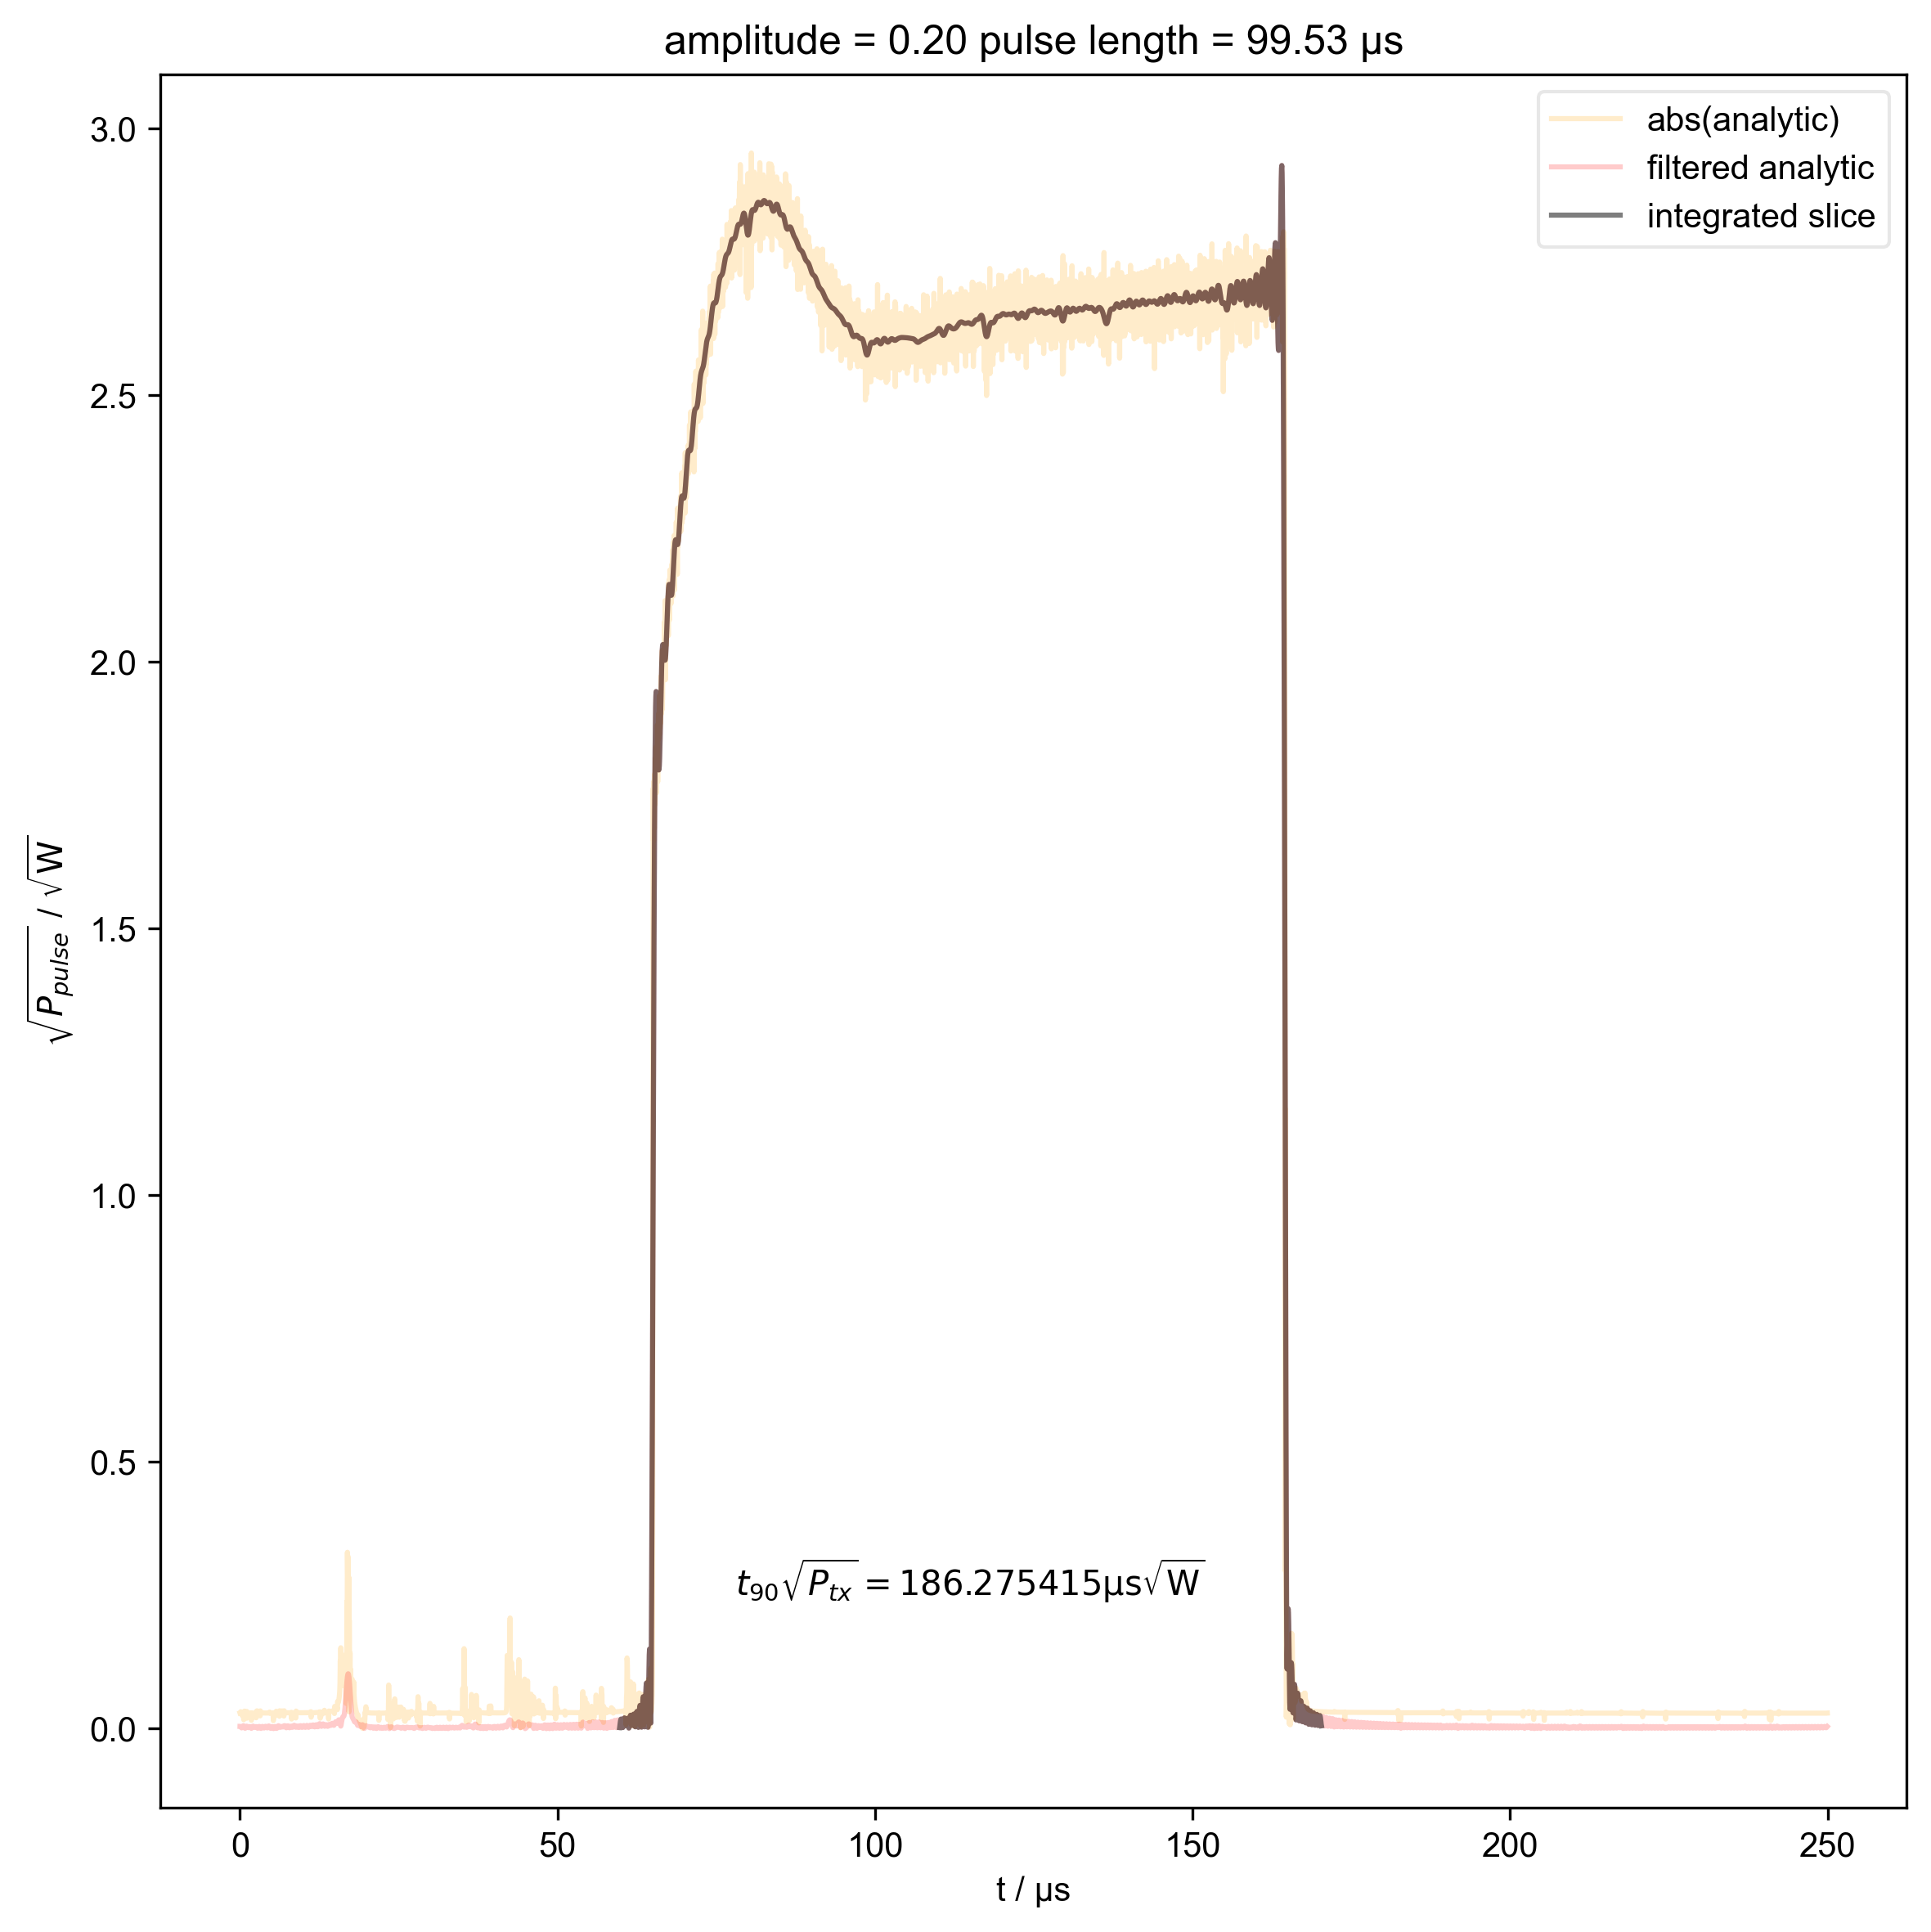 amplitude = 0.20 pulse length = 99.53 µs
abs(analytic)
filtered analytic
integrated slice
3.0
2.5
2.0
1.5
1.0
0.5
0.0
√P_pulse / √W
t₉₀√P_tx = 186.275415µs√W
0 50 100 150 200 250
t / µs